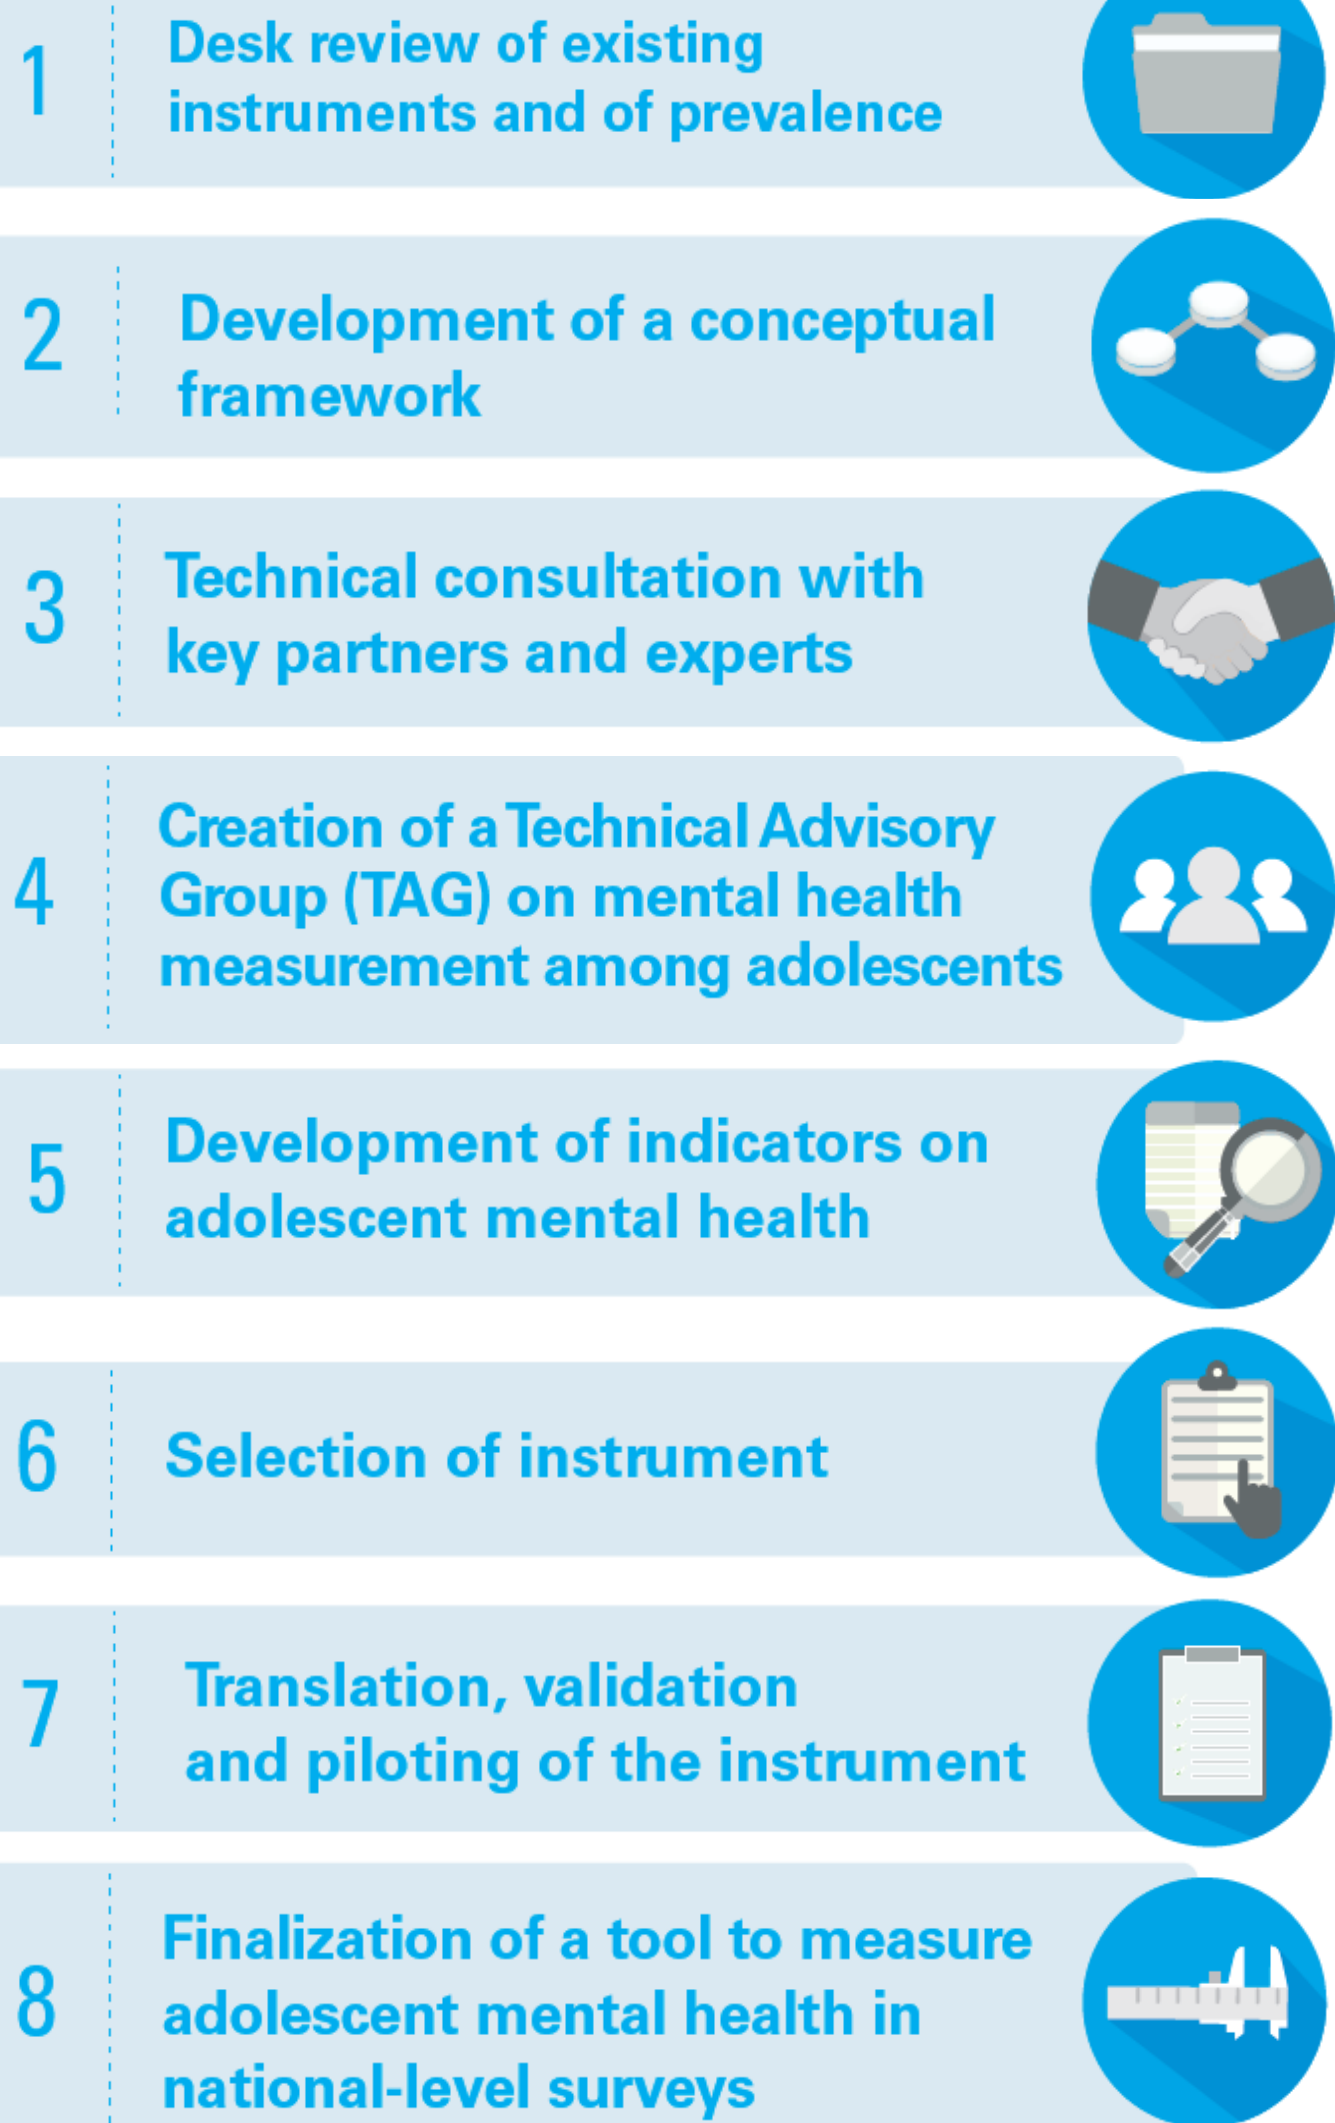 1
Desk review of existing
instruments and of prevalence
2
Development of a conceptual
framework
3
Technical consultation with
key partners and experts
4
Creation of a Technical Advisory
Group (TAG) on mental health
measurement among adolescents
5
Development of indicators on
adolescent mental health
6
Selection of instrument
7
Translation, validation
and piloting of the instrument
8
Finalization of a tool to measure
adolescent mental health in
national-level surveys